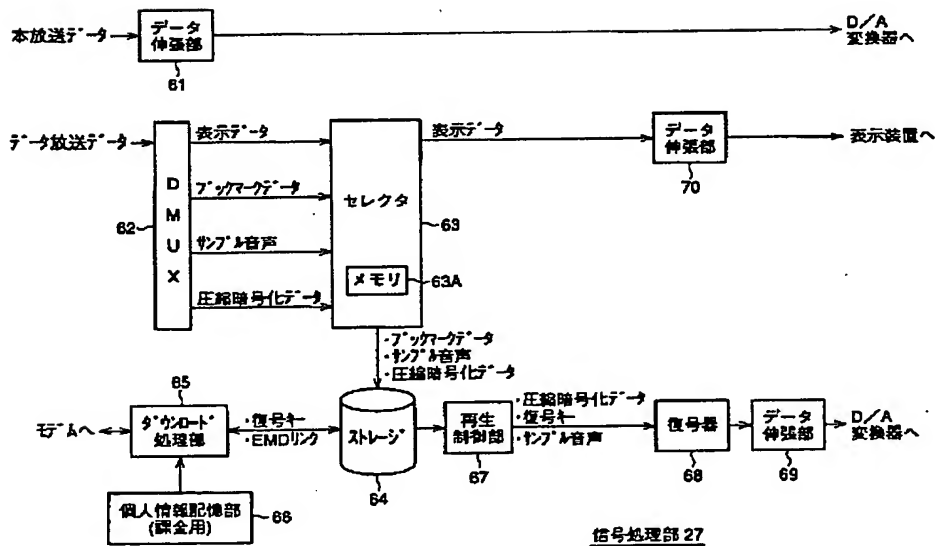 本放送データ
データ
伸張部
61
D/A
変換器へ
データ放送データ
62
DMUX
表示データ
ブックマークデータ
サンプル音声
圧縮暗号化データ
セレクタ
63
メモリ
63A
表示データ
データ
伸張部
70
表示装置へ
・ブックマークデータ
・サンプル音声
・圧縮暗号化データ
モデムへ
65
ダウンロード
処理部
・復号キー
・EMDリンク
ストレージ
64
再生
制御部
67
・圧縮暗号化データ
・復号キー
・サンプル音声
復号器
68
データ
伸張部
69
D/A
変換器へ
個人情報記憶部
(課金用)
66
信号処理部 27